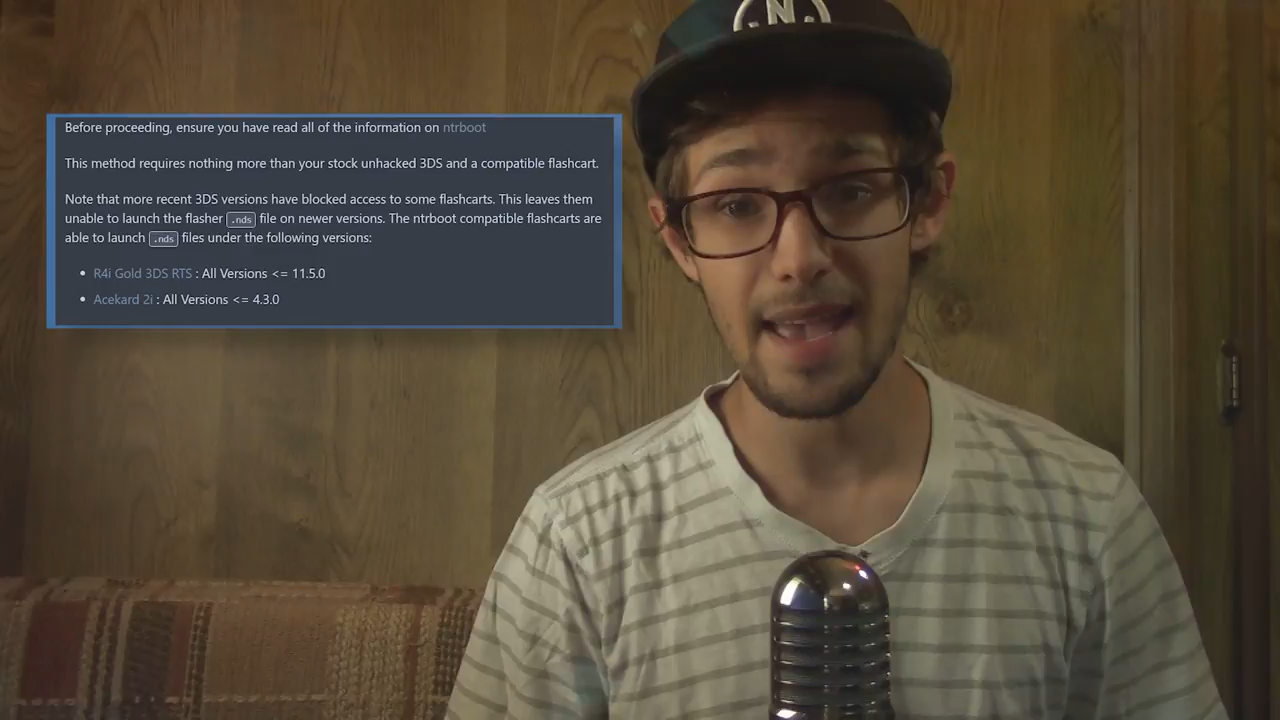 N
Before proceeding, ensure you have read all of the information on ntrboot
This method requires nothing more than your stock unhacked 3DS and a compatible flashcart.
Note that more recent 3DS versions have blocked access to some flashcarts. This leaves them
unable to launch the flasher .nds file on newer versions. The ntrboot compatible flashcarts are
able to launch .nds files under the following versions:
• R4i Gold 3DS RTS : All Versions <= 11.5.0
• Acekard 2i : All Versions <= 4.3.0